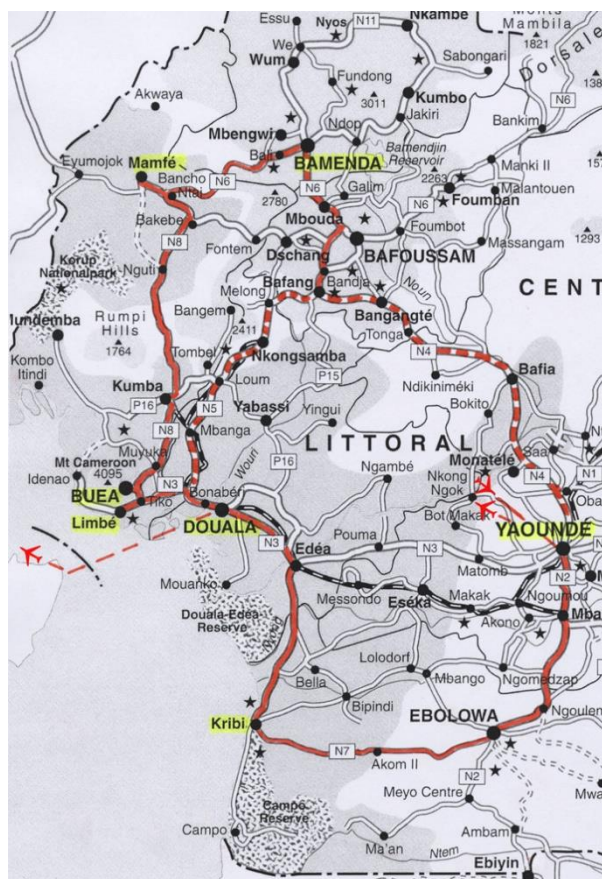 Essu
Nyos
N11
Nkambe
Mambila
1821
We
Wum
Sabongari
Dorsale
Fundong
3011
N6
Akwaya
Kumbo
Mbengwi
Ndop
Jakiri
Bankim
Bali
Bamendjin
Reservoir
Eyumojok
Mamfé
BAMENDA
Manki II
Bancho
N6
2263
Ntai
N6
Galim
Foumban
Malantouen
2780
Mbouda
N6
Bakebe
Foumbot
Massangam
1293
N8
Fontem
Dschang
BAFOUSSAM
Korup
Nationalpark
Nguti
Bafang
Bandja
Noun
CENT
Melong
Bangem
Bangangté
Mundemba
Rumpi
Hills
2411
Tonga
1764
Nkongsamba
N4
Kombo
Itindi
Tombel
Loum
P15
Ndikiniméki
Bafia
Kumba
P16
N5
Yabassi
Yingui
Bokito
N8
Mbanga
LITTORAL
Muyuka
Wouri
P16
Monatélé
Saa
Mt Cameroon
4095
Ngambé
Nkong
Ngok
N4
N1
Idenao
N3
BUEA
Bonabéri
Oba
Tiko
Limbé
DOUALA
Bot Makak
YAOUNDE
N3
Edéa
Pouma
N3
Matomb
N2
Mouanko
Messondo
Eséka
Makak
Ngoumou
Mba
Akono
Douala-Edéa-
Reserve
Lolodorf
Bella
Mbango
Ngomedzap
Bipindi
Kribi
EBOLOWA
Ngoulen
N7
Akom II
N2
Meyo Centre
Campo
Reserve
Campo
Ambam
Ma'an
Ntem
Ebiyin